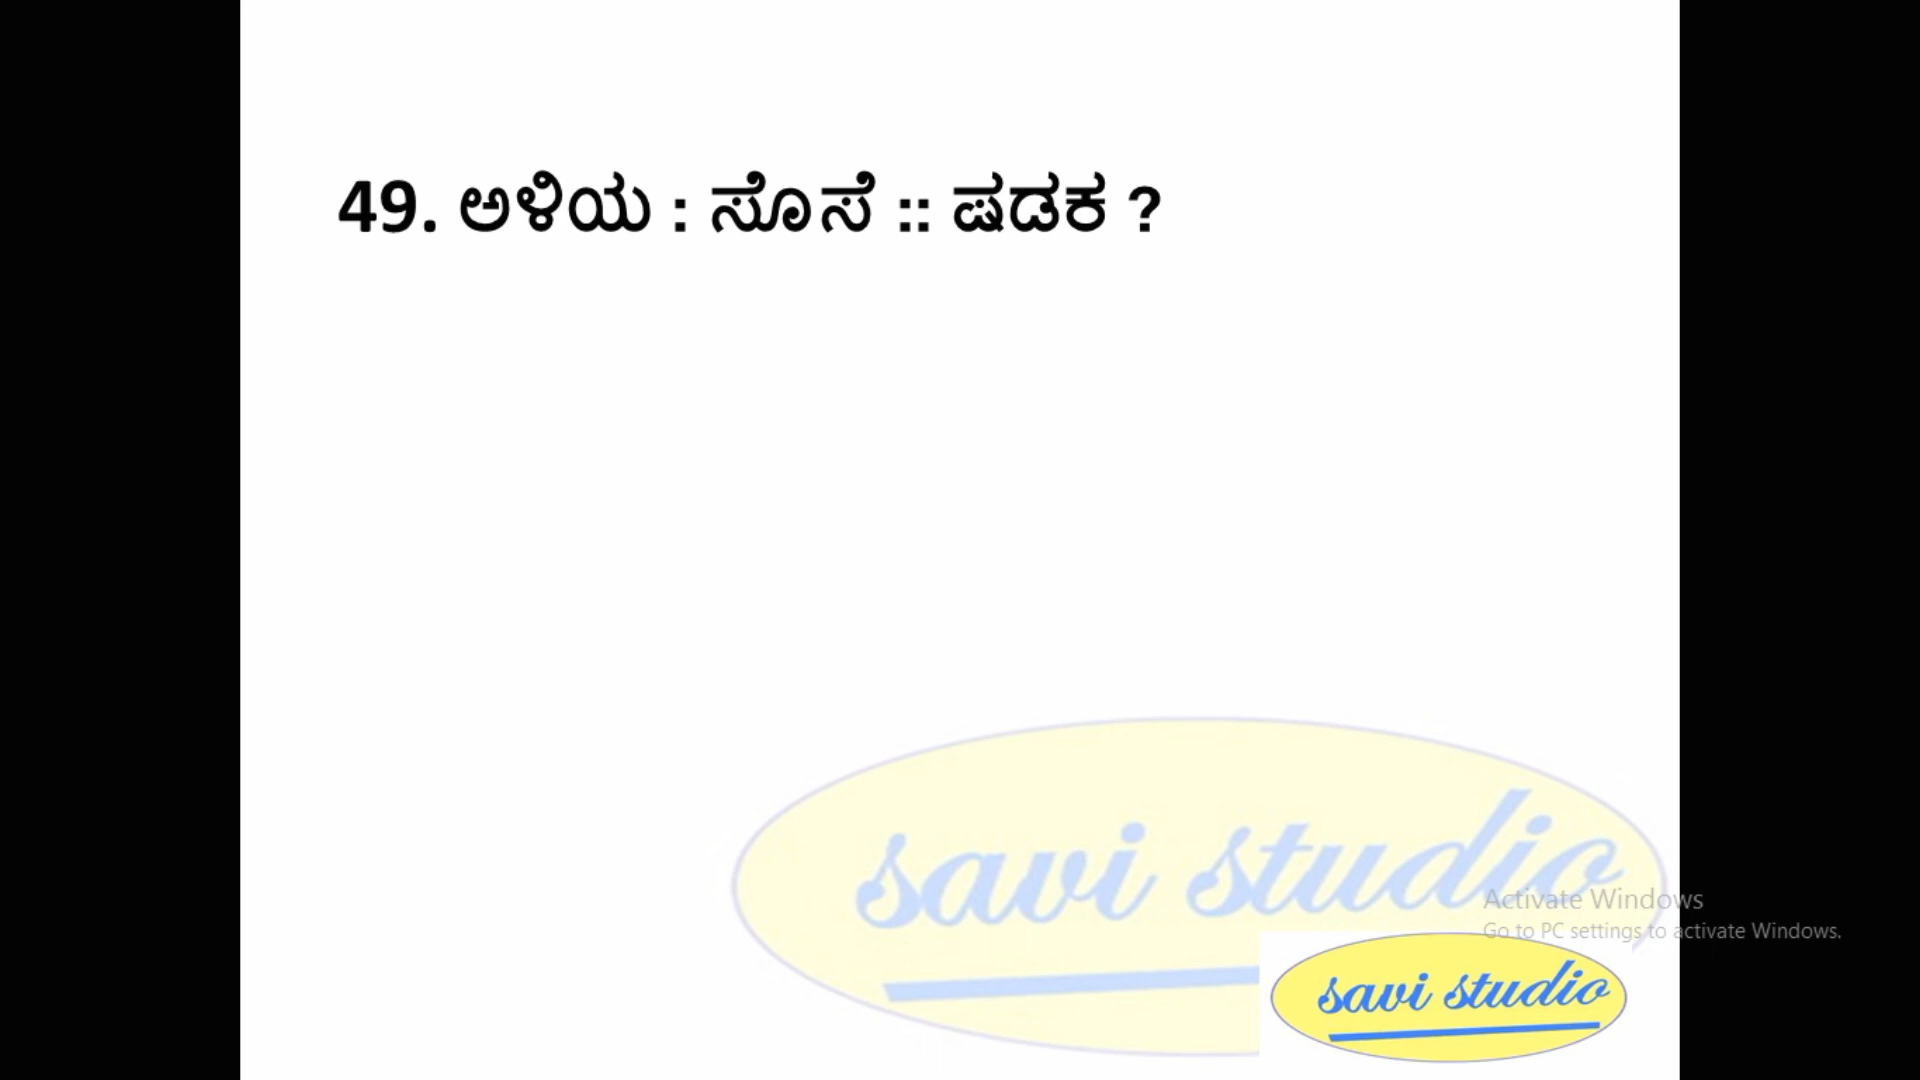 49. ಅಳಿಯ : ಸೊಸೆ :: ಷಡಕ ?
savi studio
Activate Windows
Go to PC settings to activate Windows.
savi studio